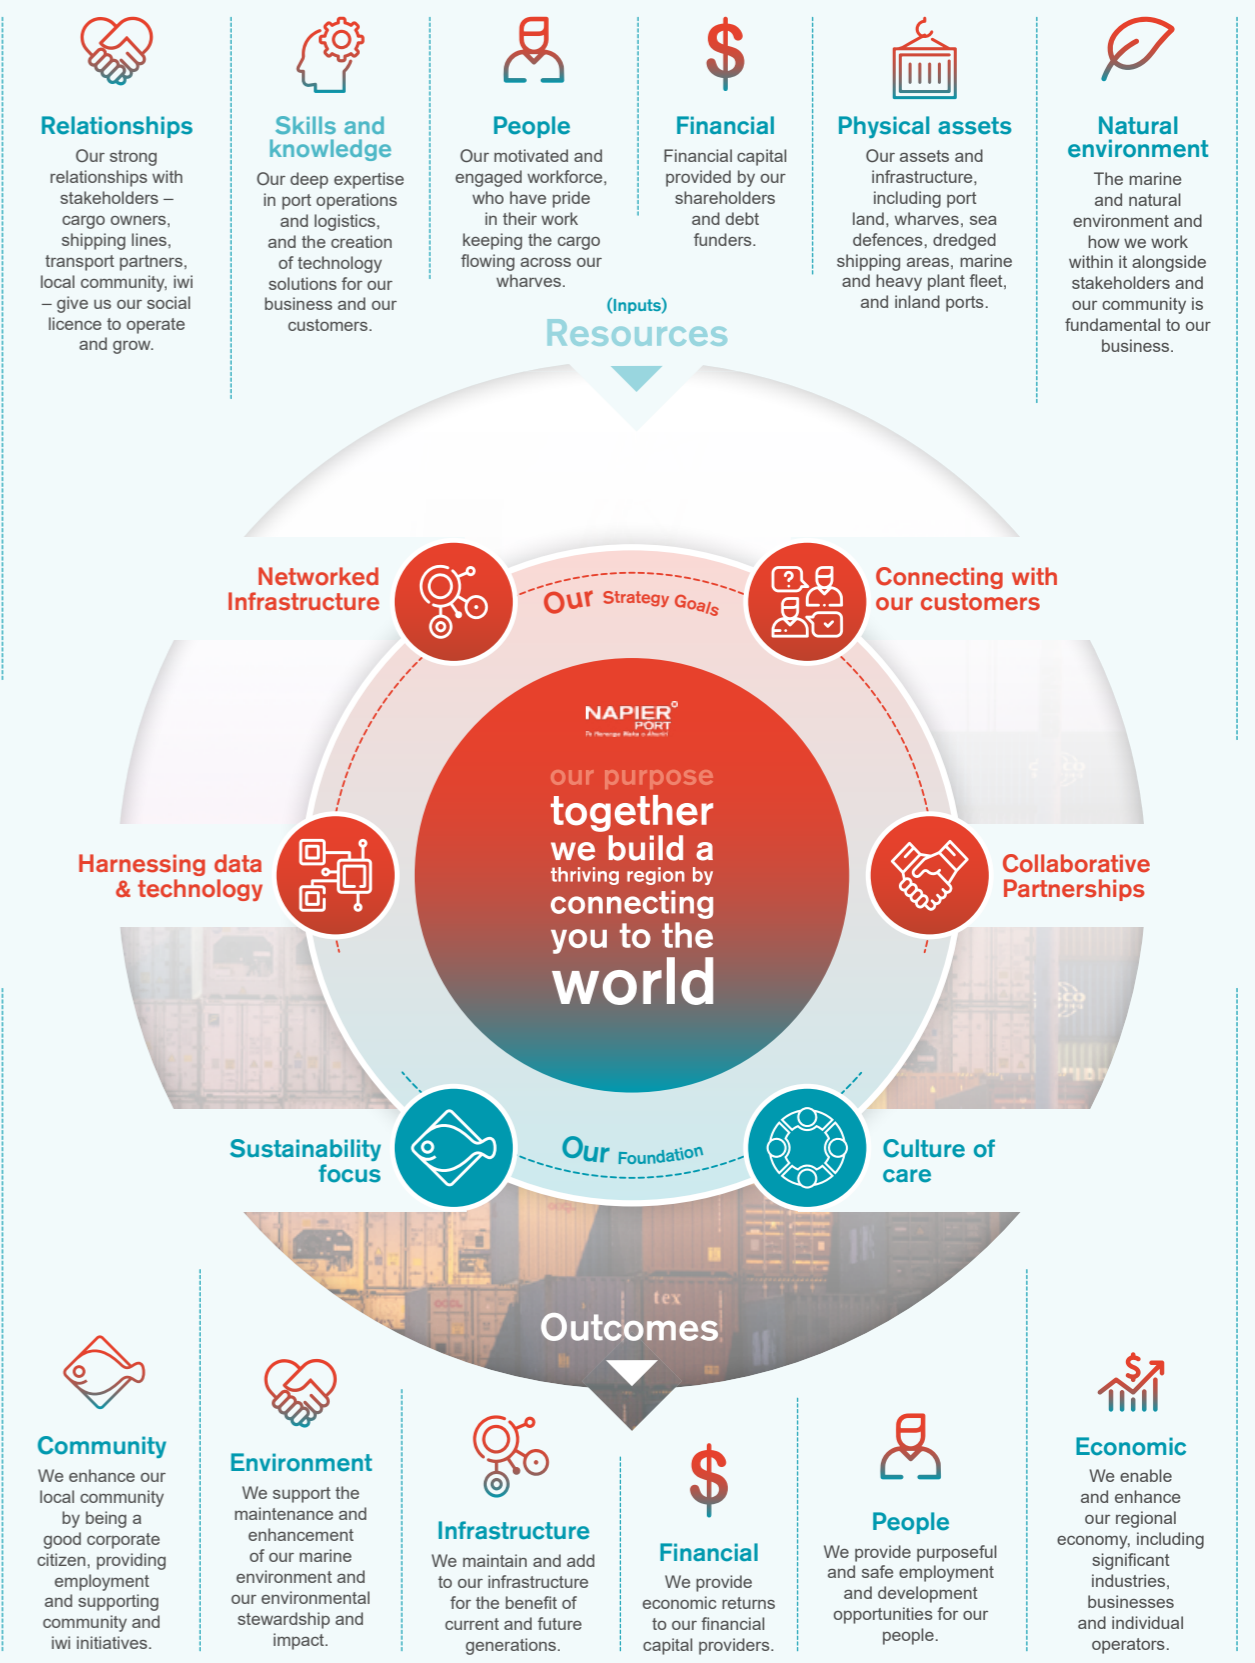 Relationships
Our strong
relationships with
stakeholders –
cargo owners,
shipping lines,
transport partners,
local community, iwi
– give us our social
licence to operate
and grow.
Skills and
knowledge
Our deep expertise
in port operations
and logistics,
and the creation
of technology
solutions for our
business and our
customers.
People
Our motivated and
engaged workforce,
who have pride
in their work
keeping the cargo
flowing across our
wharves.
Financial
Financial capital
provided by our
shareholders
and debt
funders.
Physical assets
Our assets and
infrastructure,
including port
land, wharves, sea
defences, dredged
shipping areas, marine
and heavy plant fleet,
and inland ports.
Natural
environment
The marine
and natural
environment and
how we work
within it alongside
stakeholders and
our community is
fundamental to our
business.
(Inputs)
Resources
Networked
Infrastructure
Our Strategy Goals
Connecting with
our customers
NAPIER
PORT
our purpose
together
we build a
thriving region by
connecting
you to the
world
Harnessing data
& technology
Collaborative
Partnerships
Sustainability
focus
Our Foundation
Culture of
care
tex
Outcomes
Community
We enhance our
local community
by being a
good corporate
citizen, providing
employment
and supporting
community and
iwi initiatives.
Environment
We support the
maintenance and
enhancement
of our marine
environment and
our environmental
stewardship and
impact.
Infrastructure
We maintain and add
to our infrastructure
for the benefit of
current and future
generations.
Financial
We provide
economic returns
to our financial
capital providers.
People
We provide purposeful
and safe employment
and development
opportunities for our
people.
Economic
We enable
and enhance
our regional
economy, including
significant
industries,
businesses
and individual
operators.